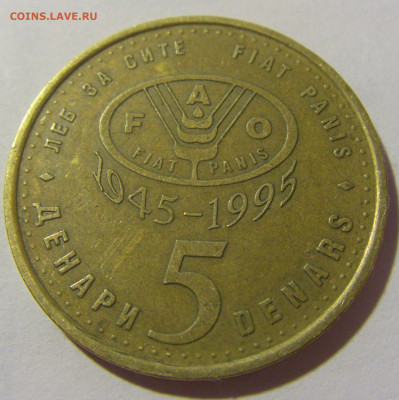 COINS.LAVE.RU
ЛЕБ ЗА СИТЕ FIAT PANIS
F A O
FIAT PANIS
1945-1995
5
ДЕНАРИ DENARS